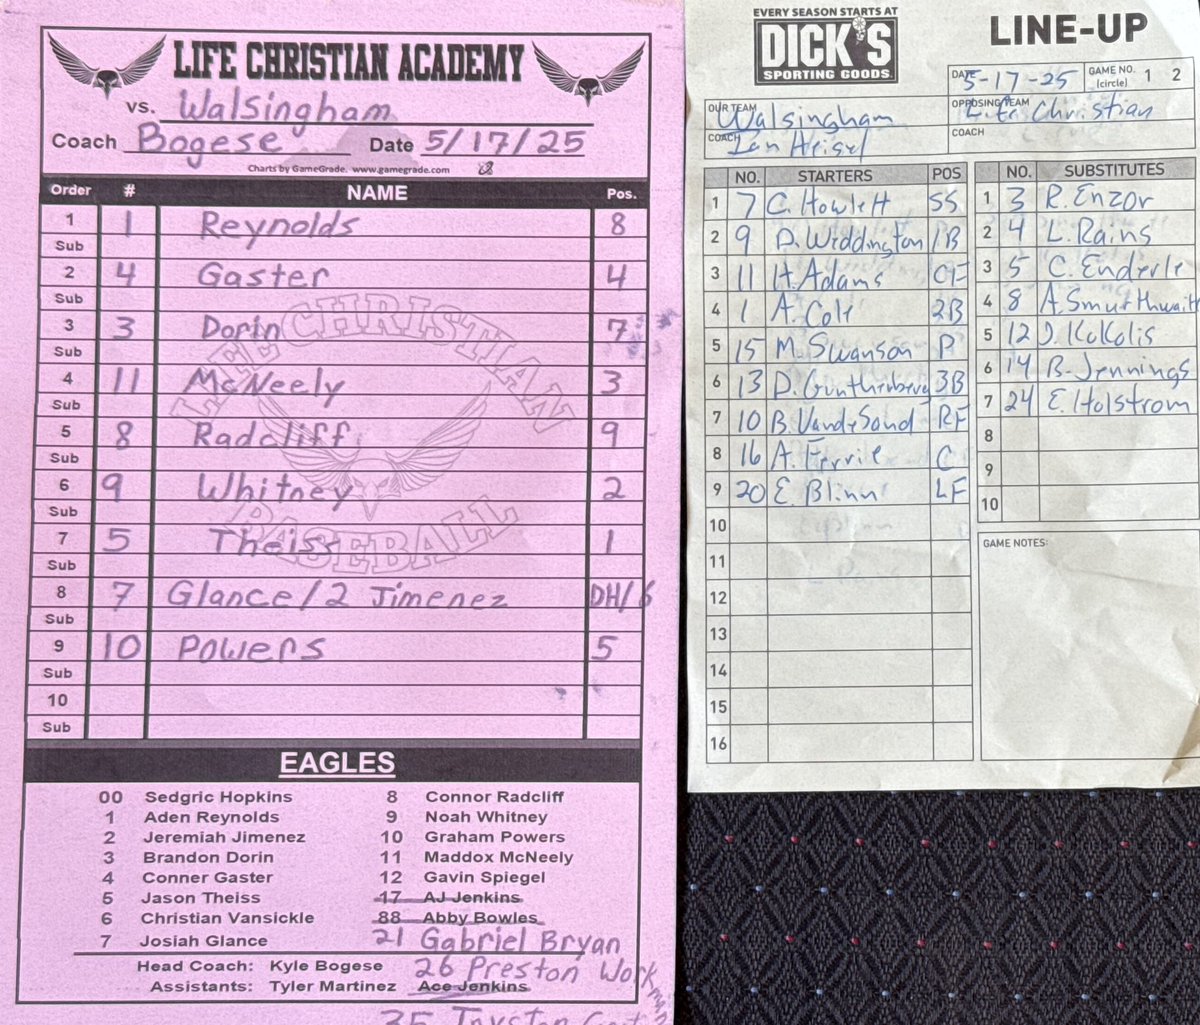 LIFE CHRISTIAN ACADEMY
vs. Walsingham
Coach Bogese Date 5/17/25
Charts by GameGrade. www.gamegrade.com
Order # NAME Pos.
1 1 Reynolds 8
Sub
2 4 Gaster 4
Sub
3 3 Dorin 7
Sub
4 11 McNeely 3
Sub
5 8 Radcliff 9
Sub
6 9 Whitney 2
Sub
7 5 Theiss 1
Sub
8 7 Glance/2 Jimenez DH/6
Sub
9 10 Powers 5
Sub
10
Sub
LIFE CHRISTIAN
BASEBALL
EAGLES
00 Sedgric Hopkins
1 Aden Reynolds
2 Jeremiah Jimenez
3 Brandon Dorin
4 Conner Gaster
5 Jason Theiss
6 Christian Vansickle
7 Josiah Glance
8 Connor Radcliff
9 Noah Whitney
10 Graham Powers
11 Maddox McNeely
12 Gavin Spiegel
17 AJ Jenkins
88 Abby Bowles
21 Gabriel Bryan
26 Preston Workman
Head Coach: Kyle Bogese
Assistants: Tyler Martinez Ace Jenkins
35
EVERY SEASON STARTS AT
DICK'S
SPORTING GOODS
LINE-UP
DATE 5-17-25 GAME NO. (circle) 1 2
OUR TEAM Walsingham
OPPOSING TEAM Life Christian
COACH Ian Heisel
COACH
NO. STARTERS POS
1 7 C. Howlett SS
2 9 D. Widdington 1B
3 11 H. Adams CF
4 1 A. Cole 2B
5 15 M. Swanson P
6 13 D. Guntherberg 3B
7 10 B. VandeSand RF
8 16 A. Ferrie C
9 20 E. Blinn LF
10
11
12
13
14
15
16
NO. SUBSTITUTES
1 3 R. Enzor
2 4 L. Rains
3 5 C. Enderle
4 8 A. Smurthwait
5 12 J. Kokolis
6 14 B. Jennings
7 24 E. Holstrom
8
9
10
GAME NOTES: